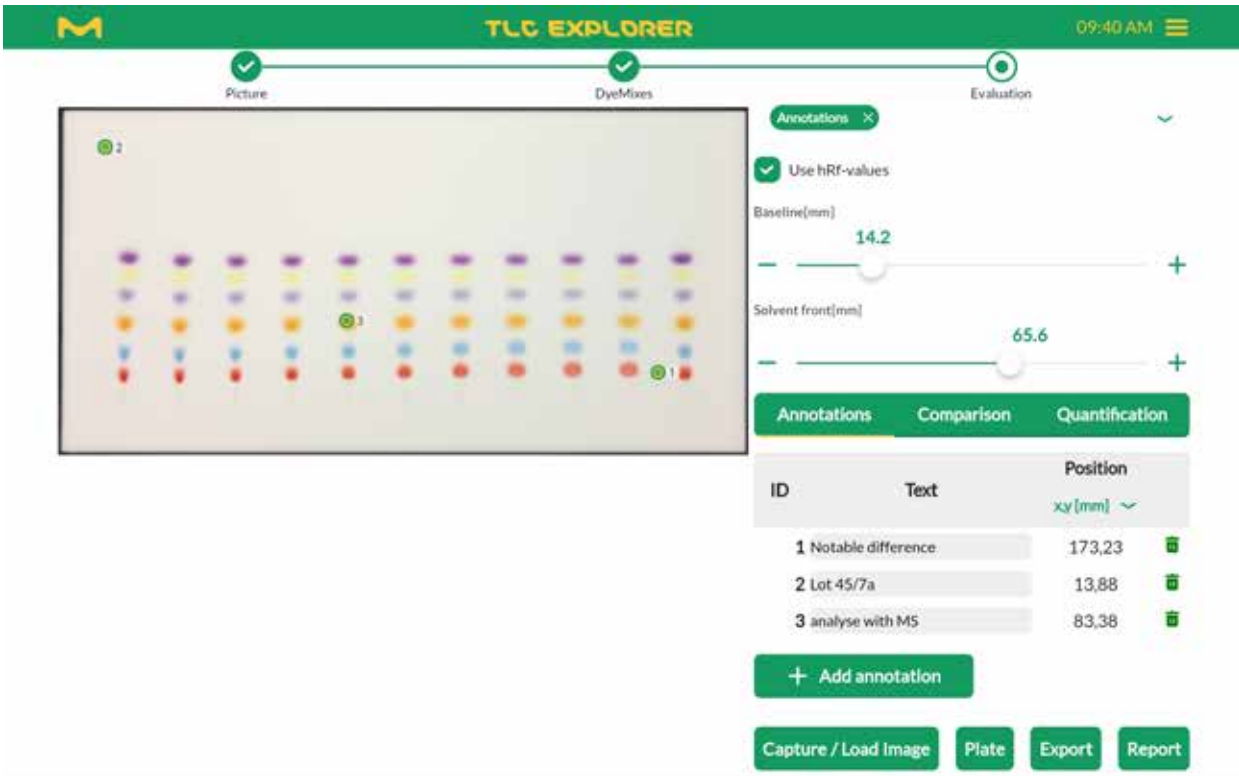 TLC EXPLORER 09:40 AM
Picture DyeMixes Evaluation
Annotations ×
2
Use hRf-values
Baseline[mm]
14.2
− +
3
Solvent front[mm]
65.6
− +
1
Annotations Comparison Quantification
ID Text Position
x,y [mm]
1 Notable difference 173,23
2 Lot 45/7a 13,88
3 analyse with MS 83,38
+ Add annotation
Capture / Load Image Plate Export Report